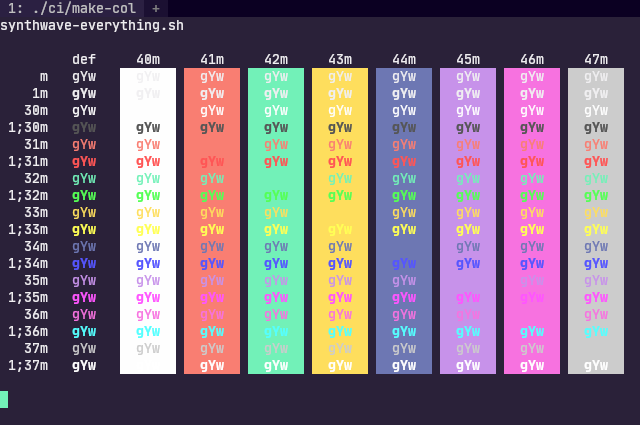 1: ./ci/make-col +
synthwave-everything.sh
def 40m 41m 42m 43m 44m 45m 46m 47m
m gYw gYw gYw gYw gYw gYw gYw gYw gYw
1m gYw gYw gYw gYw gYw gYw gYw gYw gYw
30m gYw gYw gYw gYw gYw gYw gYw gYw
1;30m gYw gYw gYw gYw gYw gYw gYw gYw gYw
31m gYw gYw gYw gYw gYw gYw gYw gYw
1;31m gYw gYw gYw gYw gYw gYw gYw gYw gYw
32m gYw gYw gYw gYw gYw gYw gYw gYw
1;32m gYw gYw gYw gYw gYw gYw gYw gYw gYw
33m gYw gYw gYw gYw gYw gYw gYw gYw
1;33m gYw gYw gYw gYw gYw gYw gYw gYw gYw
34m gYw gYw gYw gYw gYw gYw gYw gYw
1;34m gYw gYw gYw gYw gYw gYw gYw gYw gYw
35m gYw gYw gYw gYw gYw gYw gYw gYw
1;35m gYw gYw gYw gYw gYw gYw gYw gYw gYw
36m gYw gYw gYw gYw gYw gYw gYw gYw
1;36m gYw gYw gYw gYw gYw gYw gYw gYw gYw
37m gYw gYw gYw gYw gYw gYw gYw gYw
1;37m gYw gYw gYw gYw gYw gYw gYw gYw